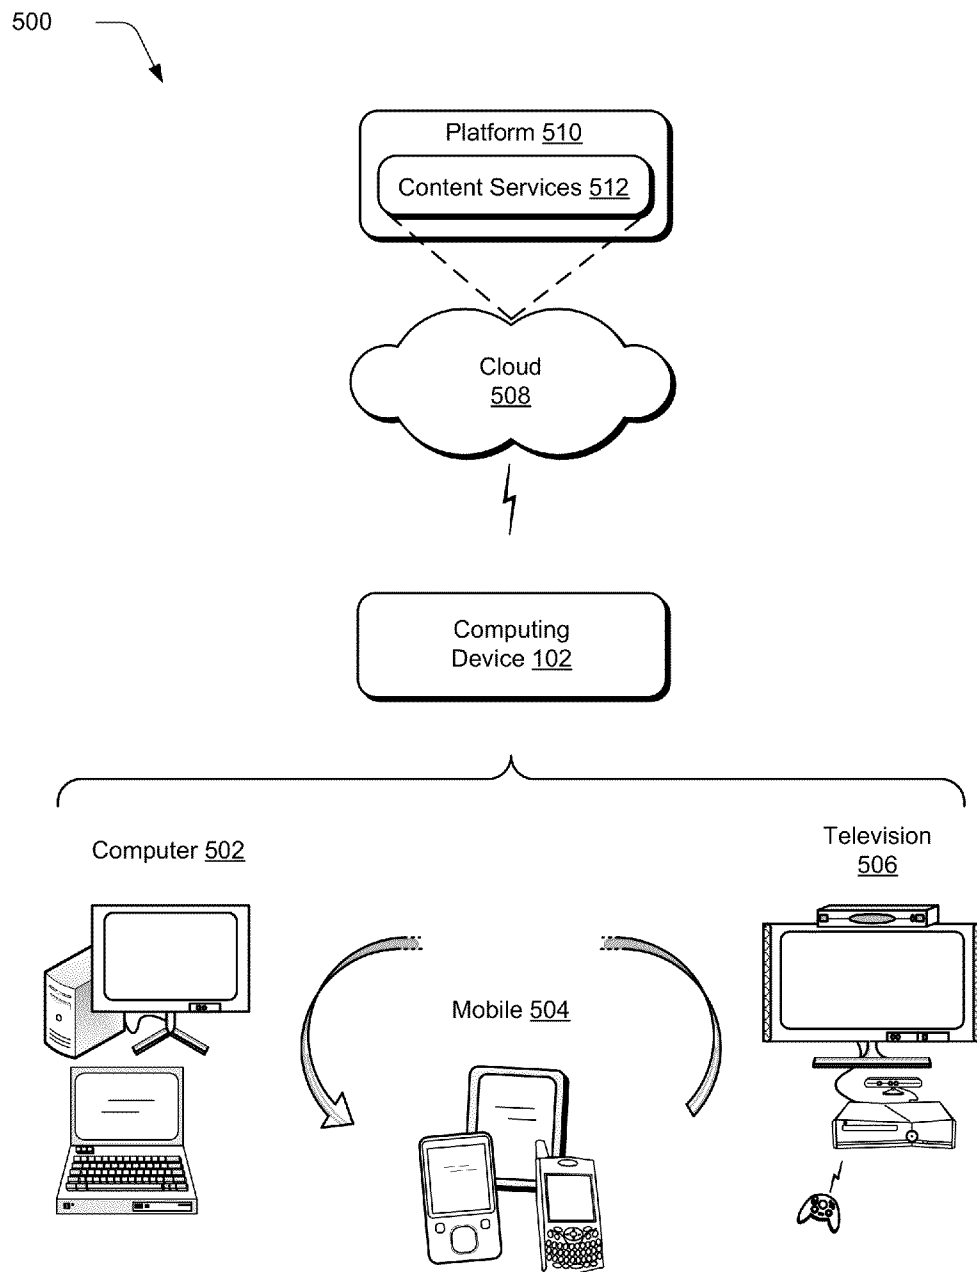 500
Platform 510
Content Services 512
Cloud
508
Computing
Device 102
Computer 502
Television
506
Mobile 504